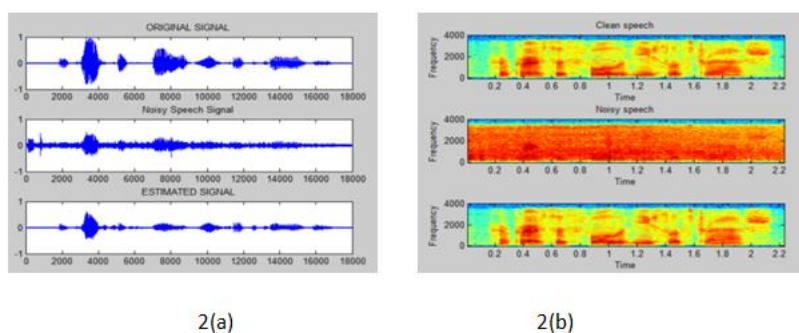 ORIGINAL SIGNAL
1
0
-1
0 2000 4000 6000 8000 10000 12000 14000 16000 18000
Noisy Speech Signal
1
0
-1
0 2000 4000 6000 8000 10000 12000 14000 16000 18000
ESTIMATED SIGNAL
1
0
-1
0 2000 4000 6000 8000 10000 12000 14000 16000 18000
2(a)
Clean speech
Frequency
4000
2000
0
0.2 0.4 0.6 0.8 1 1.2 1.4 1.6 1.8 2 2.2
Time
Noisy speech
Frequency
4000
2000
0
0.2 0.4 0.6 0.8 1 1.2 1.4 1.6 1.8 2 2.2
Time
Frequency
4000
2000
0
0.2 0.4 0.6 0.8 1 1.2 1.4 1.6 1.8 2 2.2
Time
2(b)